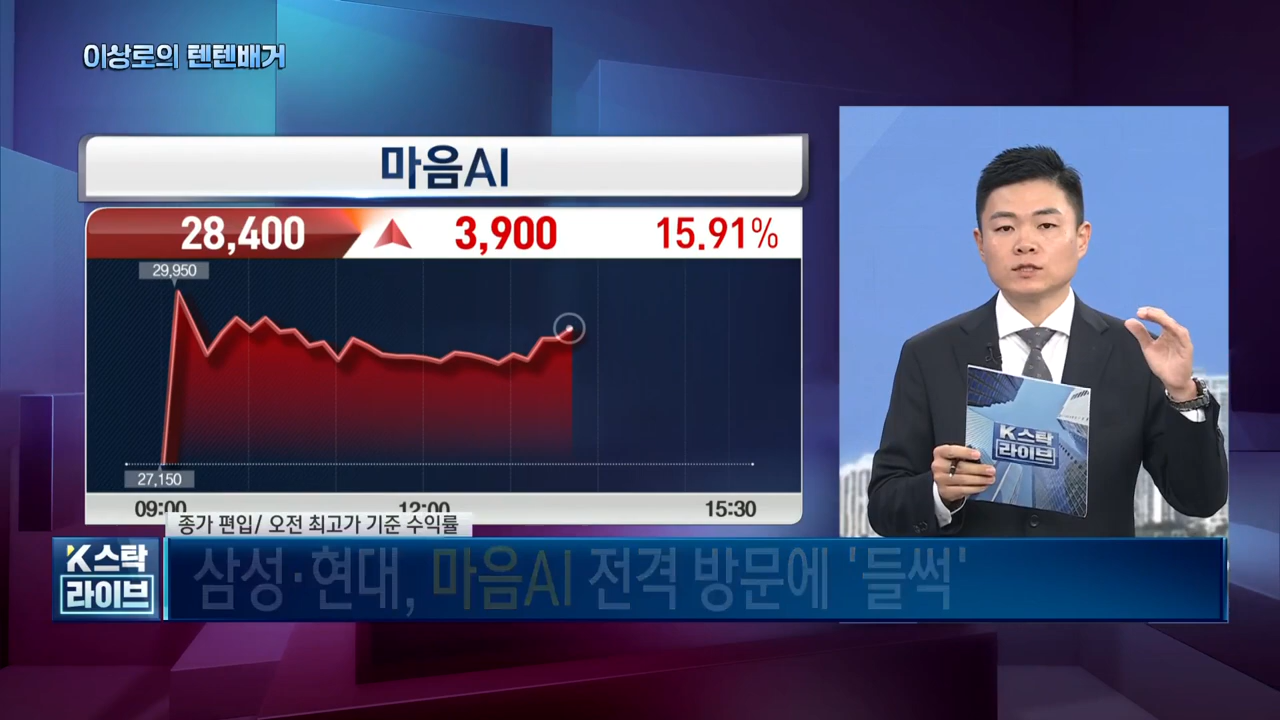 이상로의 텐텐배거
마음AI
28,400 ▲ 3,900 15.91%
29,950
27,150
09:00 12:00 15:30
종가 편입/ 오전 최고가 기준 수익률
K스탁
라이브
삼성·현대, 마음AI 전격 방문에 '들썩'
K스탁
라이브